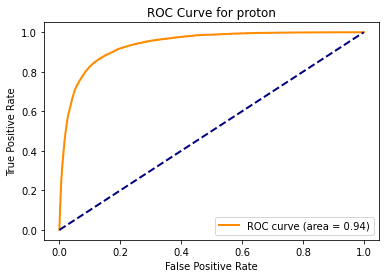 ROC Curve for proton
1.0
0.8
0.6
0.4
0.2
0.0
True Positive Rate
0.0 0.2 0.4 0.6 0.8 1.0
False Positive Rate
ROC curve (area = 0.94)